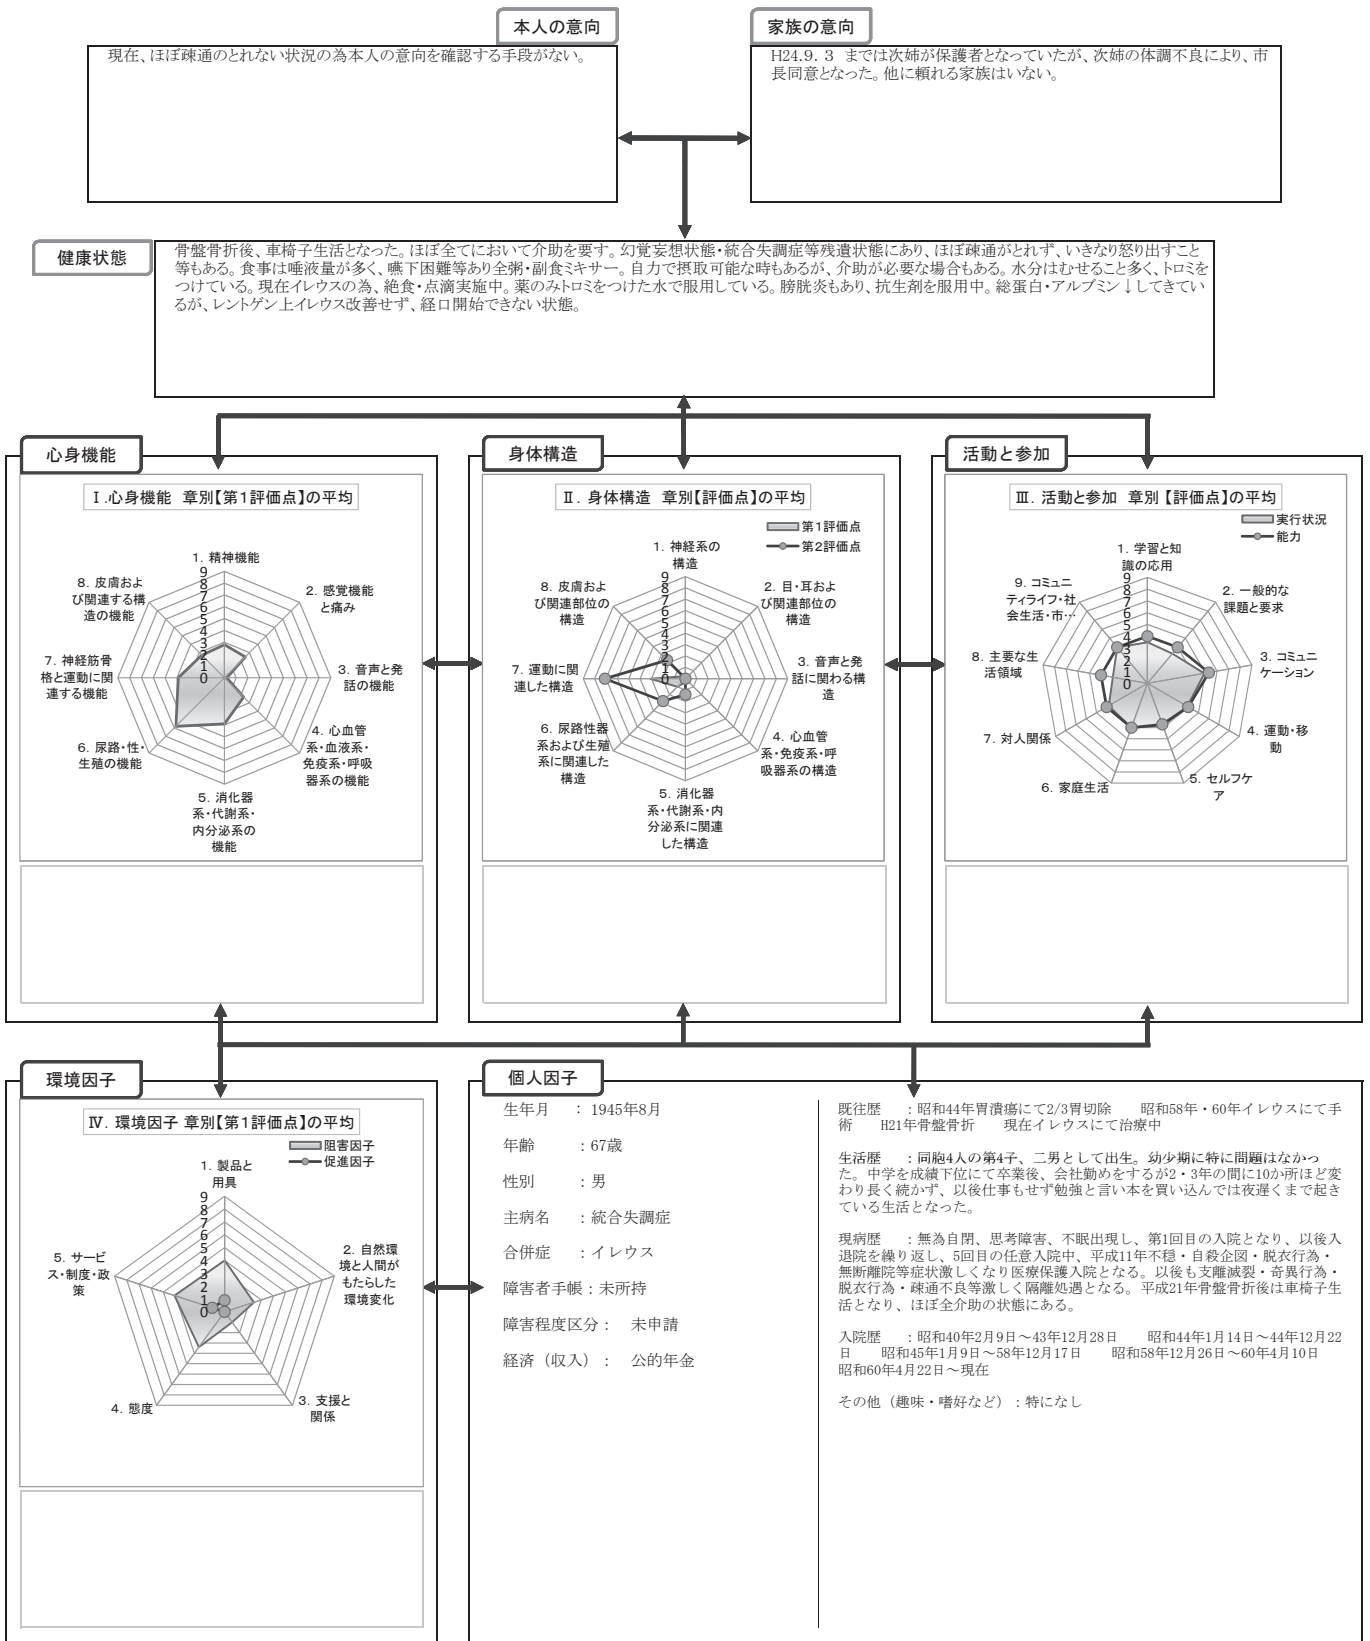 本人の意向
現在、ほぼ疎通のとれない状況の為本人の意向を確認する手段がない。
家族の意向
H24.9.3 までは次姉が保護者となっていたが、次姉の体調不良により、市
長同意となった。他に頼れる家族はいない。
健康状態
骨盤骨折後、車椅子生活となった。ほぼ全てにおいて介助を要す。幻覚妄想状態・統合失調症等残遺状態にあり、ほぼ疎通がとれず、いきなり怒り出すこと
等もある。食事は唾液量が多く、嚥下困難等あり全粥・副食ミキサー。自力で摂取可能な時もあるが、介助が必要な場合もある。水分はむせること多く、トロミを
つけている。現在イレウスの為、絶食・点滴実施中。薬のみトロミをつけた水で服用している。膀胱炎もあり、抗生剤を服用中。総蛋白・アルブミン↓してきてい
るが、レントゲン上イレウス改善せず、経口開始できない状態。
心身機能
Ⅰ.心身機能 章別【第1評価点】の平均
1. 精神機能
2. 感覚機能
と痛み
3. 音声と発
話の機能
4. 心血管
系・血液系・
免疫系・呼吸
器系の機能
5. 消化器
系・代謝系・
内分泌系の
機能
6. 尿路・性・
生殖の機能
7. 神経筋骨
格と運動に関
連する機能
8. 皮膚およ
び関連する構
造の機能
9
8
7
6
5
4
3
2
1
0
身体構造
Ⅱ. 身体構造 章別【評価点】の平均
第1評価点
第2評価点
1. 神経系の
構造
2. 目・耳およ
び関連部位の
構造
3. 音声と発
話に関わる構
造
4. 心血管
系・免疫系・呼
吸器系の構造
5. 消化器
系・代謝系・内
分泌系に関連
した構造
6. 尿路性器
系および生殖
系に関連した
構造
7. 運動に関
連した構造
8. 皮膚およ
び関連部位の
構造
9
8
7
6
5
4
3
2
1
0
活動と参加
Ⅲ. 活動と参加 章別 【評価点】の平均
実行状況
能力
1. 学習と知
識の応用
2. 一般的な
課題と要求
3. コミュニ
ケーション
4. 運動・移
動
5. セルフケ
ア
6. 家庭生活
7. 対人関係
8. 主要な生
活領域
9. コミュニ
ティライフ・社
会生活・市…
9
8
7
6
5
4
3
2
1
0
環境因子
Ⅳ. 環境因子 章別【第1評価点】の平均
阻害因子
促進因子
1. 製品と
用具
2. 自然環
境と人間が
もたらした
環境変化
3. 支援と
関係
4. 態度
5. サービ
ス・制度・政
策
9
8
7
6
5
4
3
2
1
0
個人因子
生年月 : 1945年8月
年齢 : 67歳
性別 : 男
主病名 : 統合失調症
合併症 : イレウス
障害者手帳 : 未所持
障害程度区分 : 未申請
経済（収入） : 公的年金
既往歴 : 昭和44年胃潰瘍にて2/3胃切除 昭和58年・60年イレウスにて手
術 H21年骨盤骨折 現在イレウスにて治療中
生活歴 : 同胞4人の第4子、二男として出生。幼少期に特に問題はなかっ
た。中学を成績下位にて卒業後、会社勤めをするが2・3年の間に10か所ほど変
わり長く続かず、以後仕事もせず勉強と言い本を買い込んでは夜遅くまで起き
ている生活となった。
現病歴 : 無為自閉、思考障害、不眠出現し、第1回目の入院となり、以後入
退院を繰り返し、5回目の任意入院中、平成11年不穏・自殺企図・脱衣行為・
無断離院等症状激しくなり医療保護入院となる。以後も支離滅裂・奇異行為・
脱衣行為・疎通不良等激しく隔離処遇となる。平成21年骨盤骨折後は車椅子生
活となり、ほぼ全介助の状態にある。
入院歴 : 昭和40年2月9日～43年12月28日 昭和44年1月14日～44年12月22
日 昭和45年1月9日～58年12月17日 昭和58年12月26日～60年4月10日
昭和60年4月22日～現在
その他（趣味・嗜好など）: 特になし